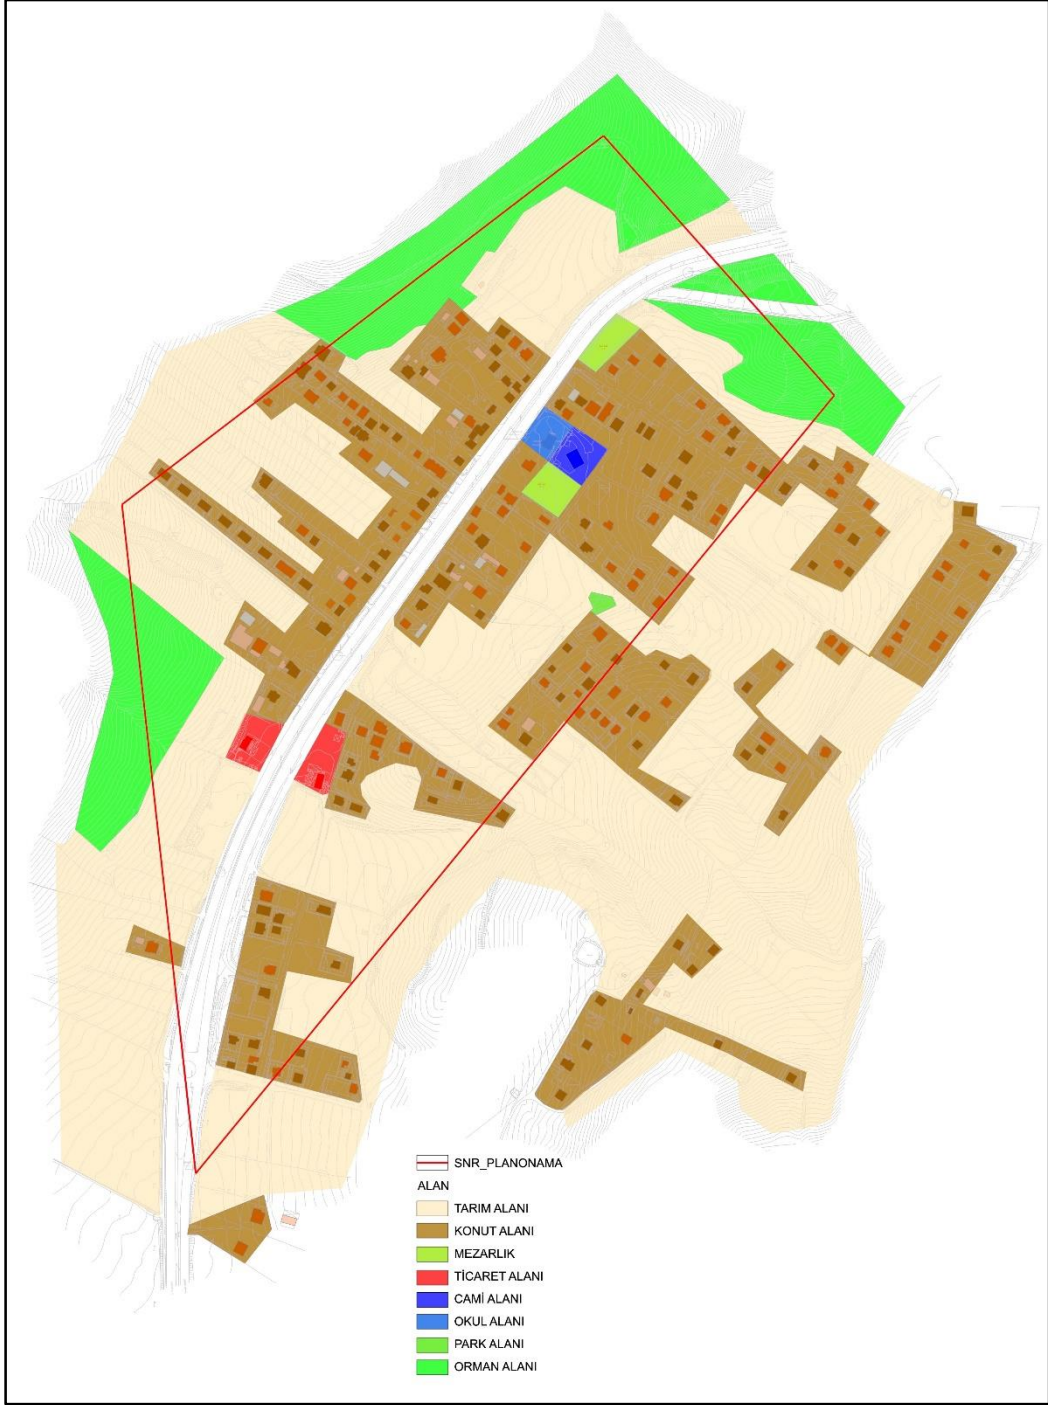 SNR_PLANONAMA
ALAN
TARIM ALANI
KONUT ALANI
MEZARLIK
TİCARET ALANI
CAMİ ALANI
OKUL ALANI
PARK ALANI
ORMAN ALANI